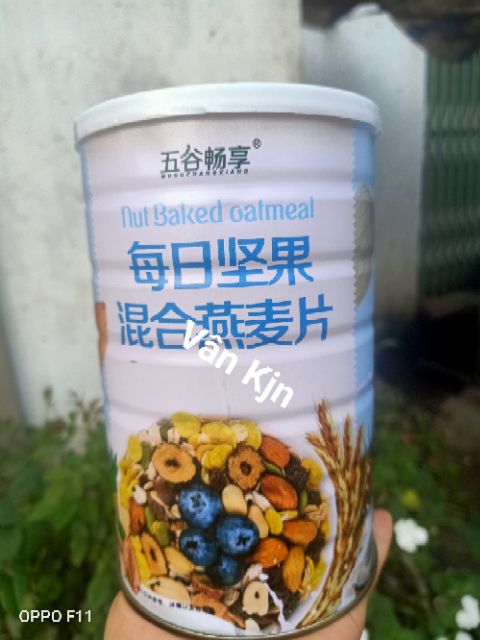 五谷畅享®
WUGUCHANGXIANG
Nut Baked oatmeal
每日坚果
混合燕麦片
Vân Kjn
OPPO F11